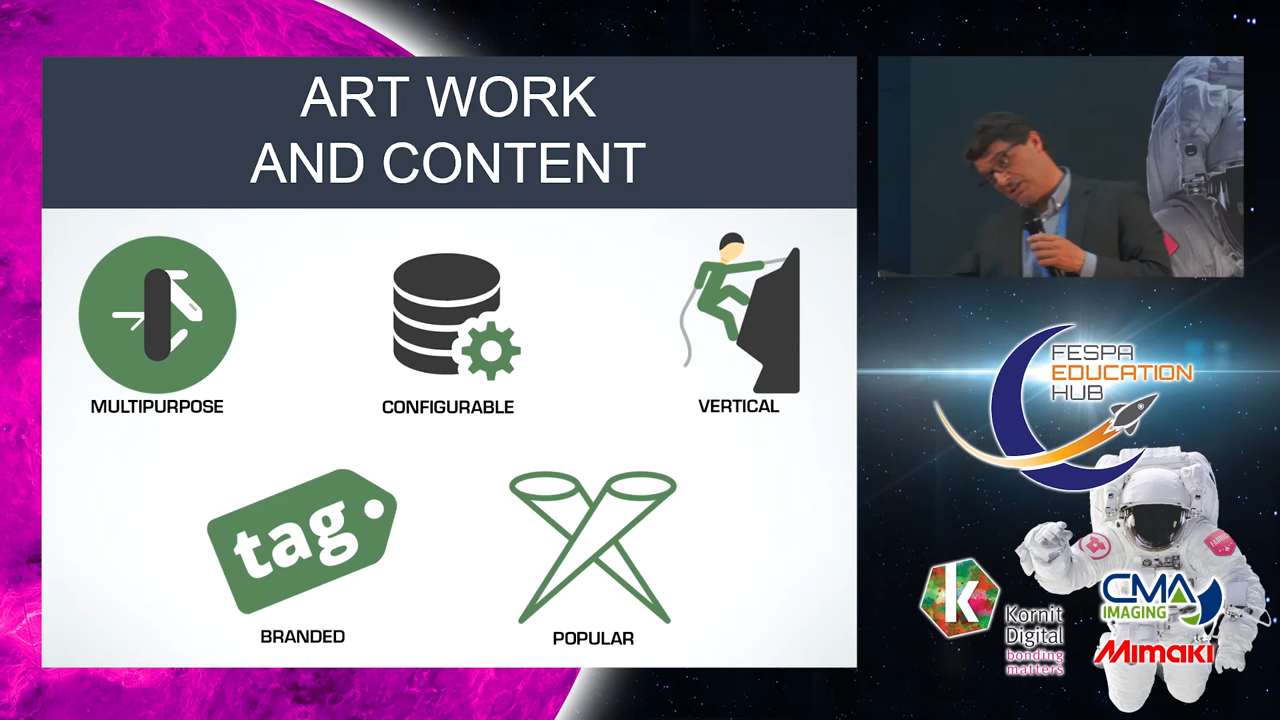 ART WORK
AND CONTENT
MULTIPURPOSE
CONFIGURABLE
VERTICAL
tag
BRANDED
POPULAR
FESPA
EDUCATION
HUB
k
Kornit
Digital
bonding
matters
CMA
IMAGING
Mimaki